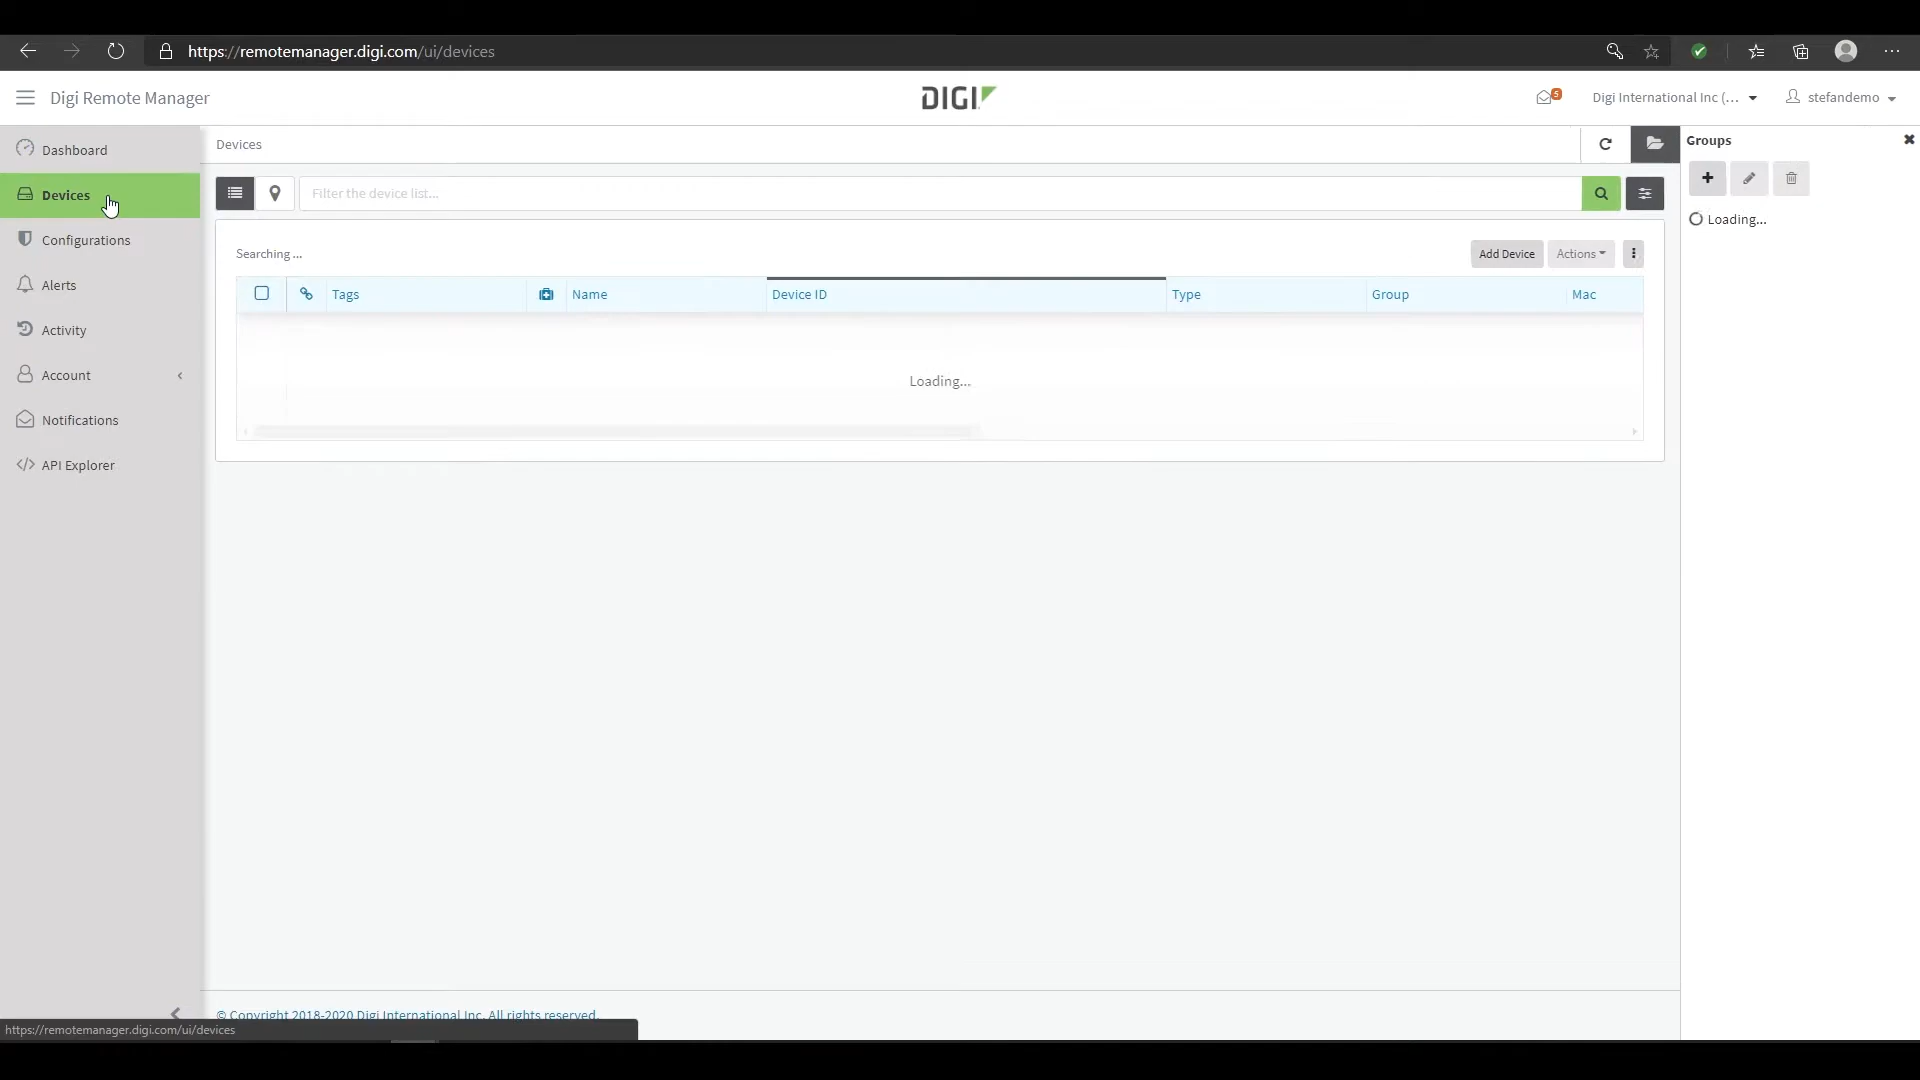 https://remotemanager.digi.com/ui/devices
Digi Remote Manager
DIGI
5
Digi International Inc (...
stefandemo
Dashboard
Devices
Configurations
Alerts
Activity
Account
Notifications
API Explorer
Devices
Filter the device list...
Searching ...
Add Device
Actions
Tags
Name
Device ID
Type
Group
Mac
Loading...
Groups
Loading...
© Copyright 2018-2020 Digi International Inc. All rights reserved.
https://remotemanager.digi.com/ui/devices